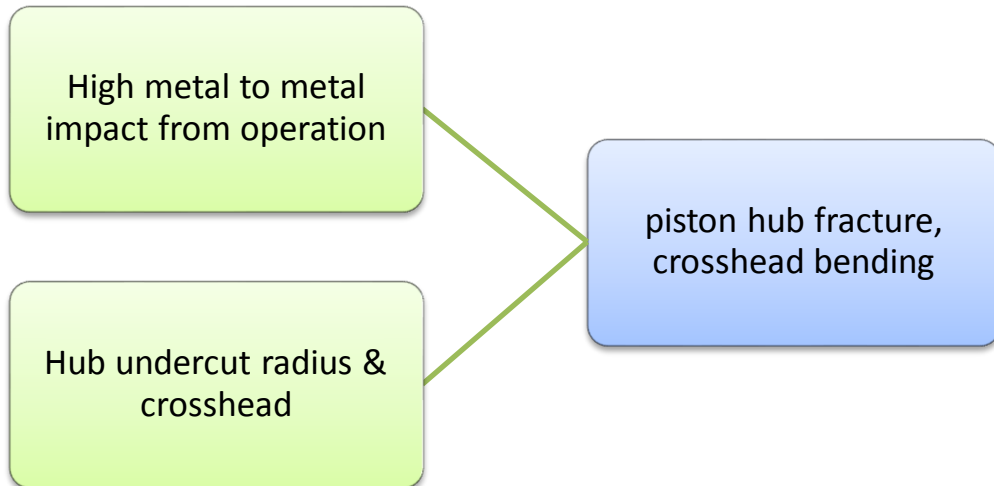 High metal to metal
impact from operation
piston hub fracture,
crosshead bending
Hub undercut radius &
crosshead